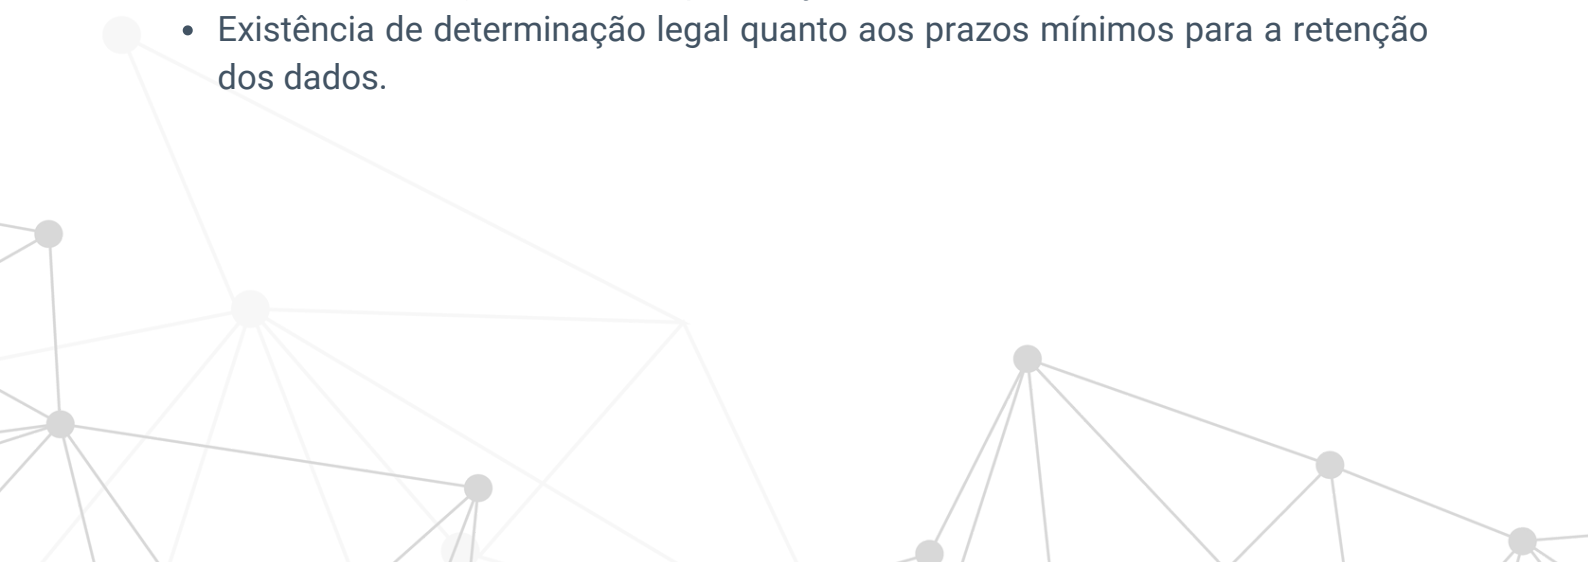 • Existência de determinação legal quanto aos prazos mínimos para a retenção
dos dados.